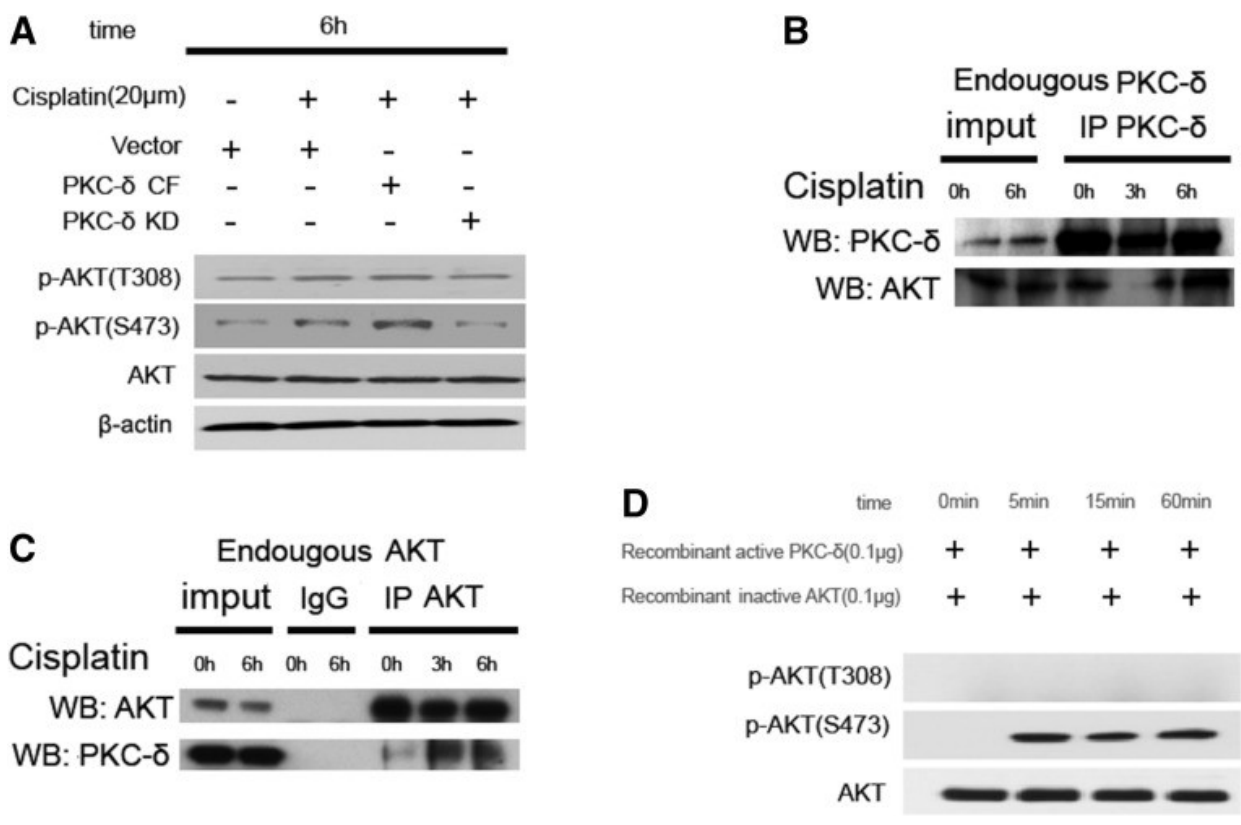 A
time 6h
Cisplatin(20μm) - + + +
Vector + + - -
PKC-δ CF - - + -
PKC-δ KD - - - +
p-AKT(T308)
p-AKT(S473)
AKT
β-actin
B
Endougous PKC-δ
imput IP PKC-δ
Cisplatin 0h 6h 0h 3h 6h
WB: PKC-δ
WB: AKT
C
Endougous AKT
imput IgG IP AKT
Cisplatin 0h 6h 0h 6h 0h 3h 6h
WB: AKT
WB: PKC-δ
D
time 0min 5min 15min 60min
Recombinant active PKC-δ(0.1μg) + + + +
Recombinant inactive AKT(0.1μg) + + + +
p-AKT(T308)
p-AKT(S473)
AKT